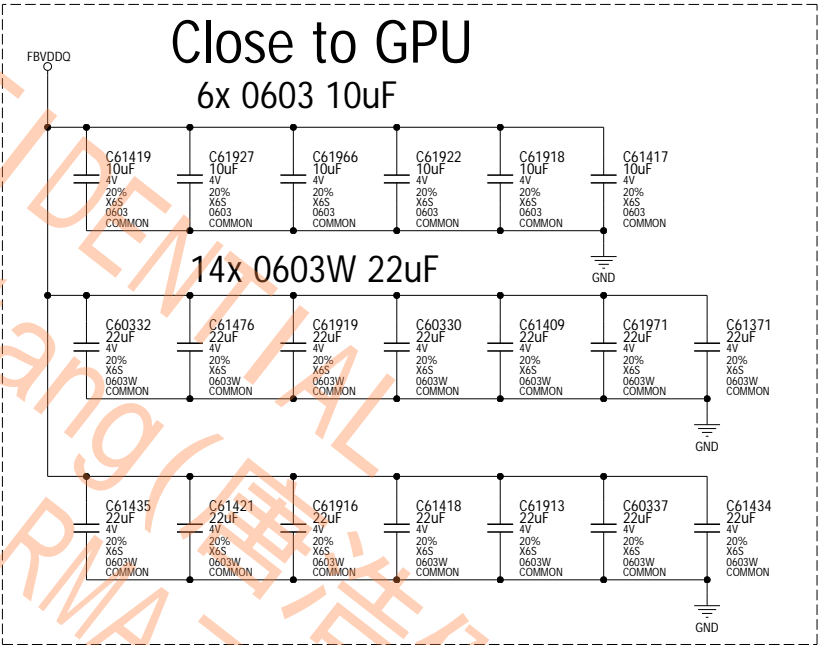 Close to GPU
FBVDDQ
6x 0603 10uF
C61419 C61927 C61966 C61922 C61918 C61417
10uF 10uF 10uF 10uF 10uF 10uF
4V 4V 4V 4V 4V 4V
20% 20% 20% 20% 20% 20%
X6S X6S X6S X6S X6S X6S
0603 0603 0603 0603 0603 0603
COMMON COMMON COMMON COMMON COMMON COMMON
GND
14x 0603W 22uF
C60332 C61476 C61919 C60330 C61409 C61971 C61371
22uF 22uF 22uF 22uF 22uF 22uF 22uF
4V 4V 4V 4V 4V 4V 4V
20% 20% 20% 20% 20% 20% 20%
X6S X6S X6S X6S X6S X6S X6S
0603W 0603W 0603W 0603W 0603W 0603W 0603W
COMMON COMMON COMMON COMMON COMMON COMMON COMMON
GND
C61435 C61421 C61916 C61418 C61913 C60337 C61434
22uF 22uF 22uF 22uF 22uF 22uF 22uF
4V 4V 4V 4V 4V 4V 4V
20% 20% 20% 20% 20% 20% 20%
X6S X6S X6S X6S X6S X6S X6S
0603W 0603W 0603W 0603W 0603W 0603W 0603W
COMMON COMMON COMMON COMMON COMMON COMMON COMMON
GND
IDENTIAL
ang(唐浩
RMA